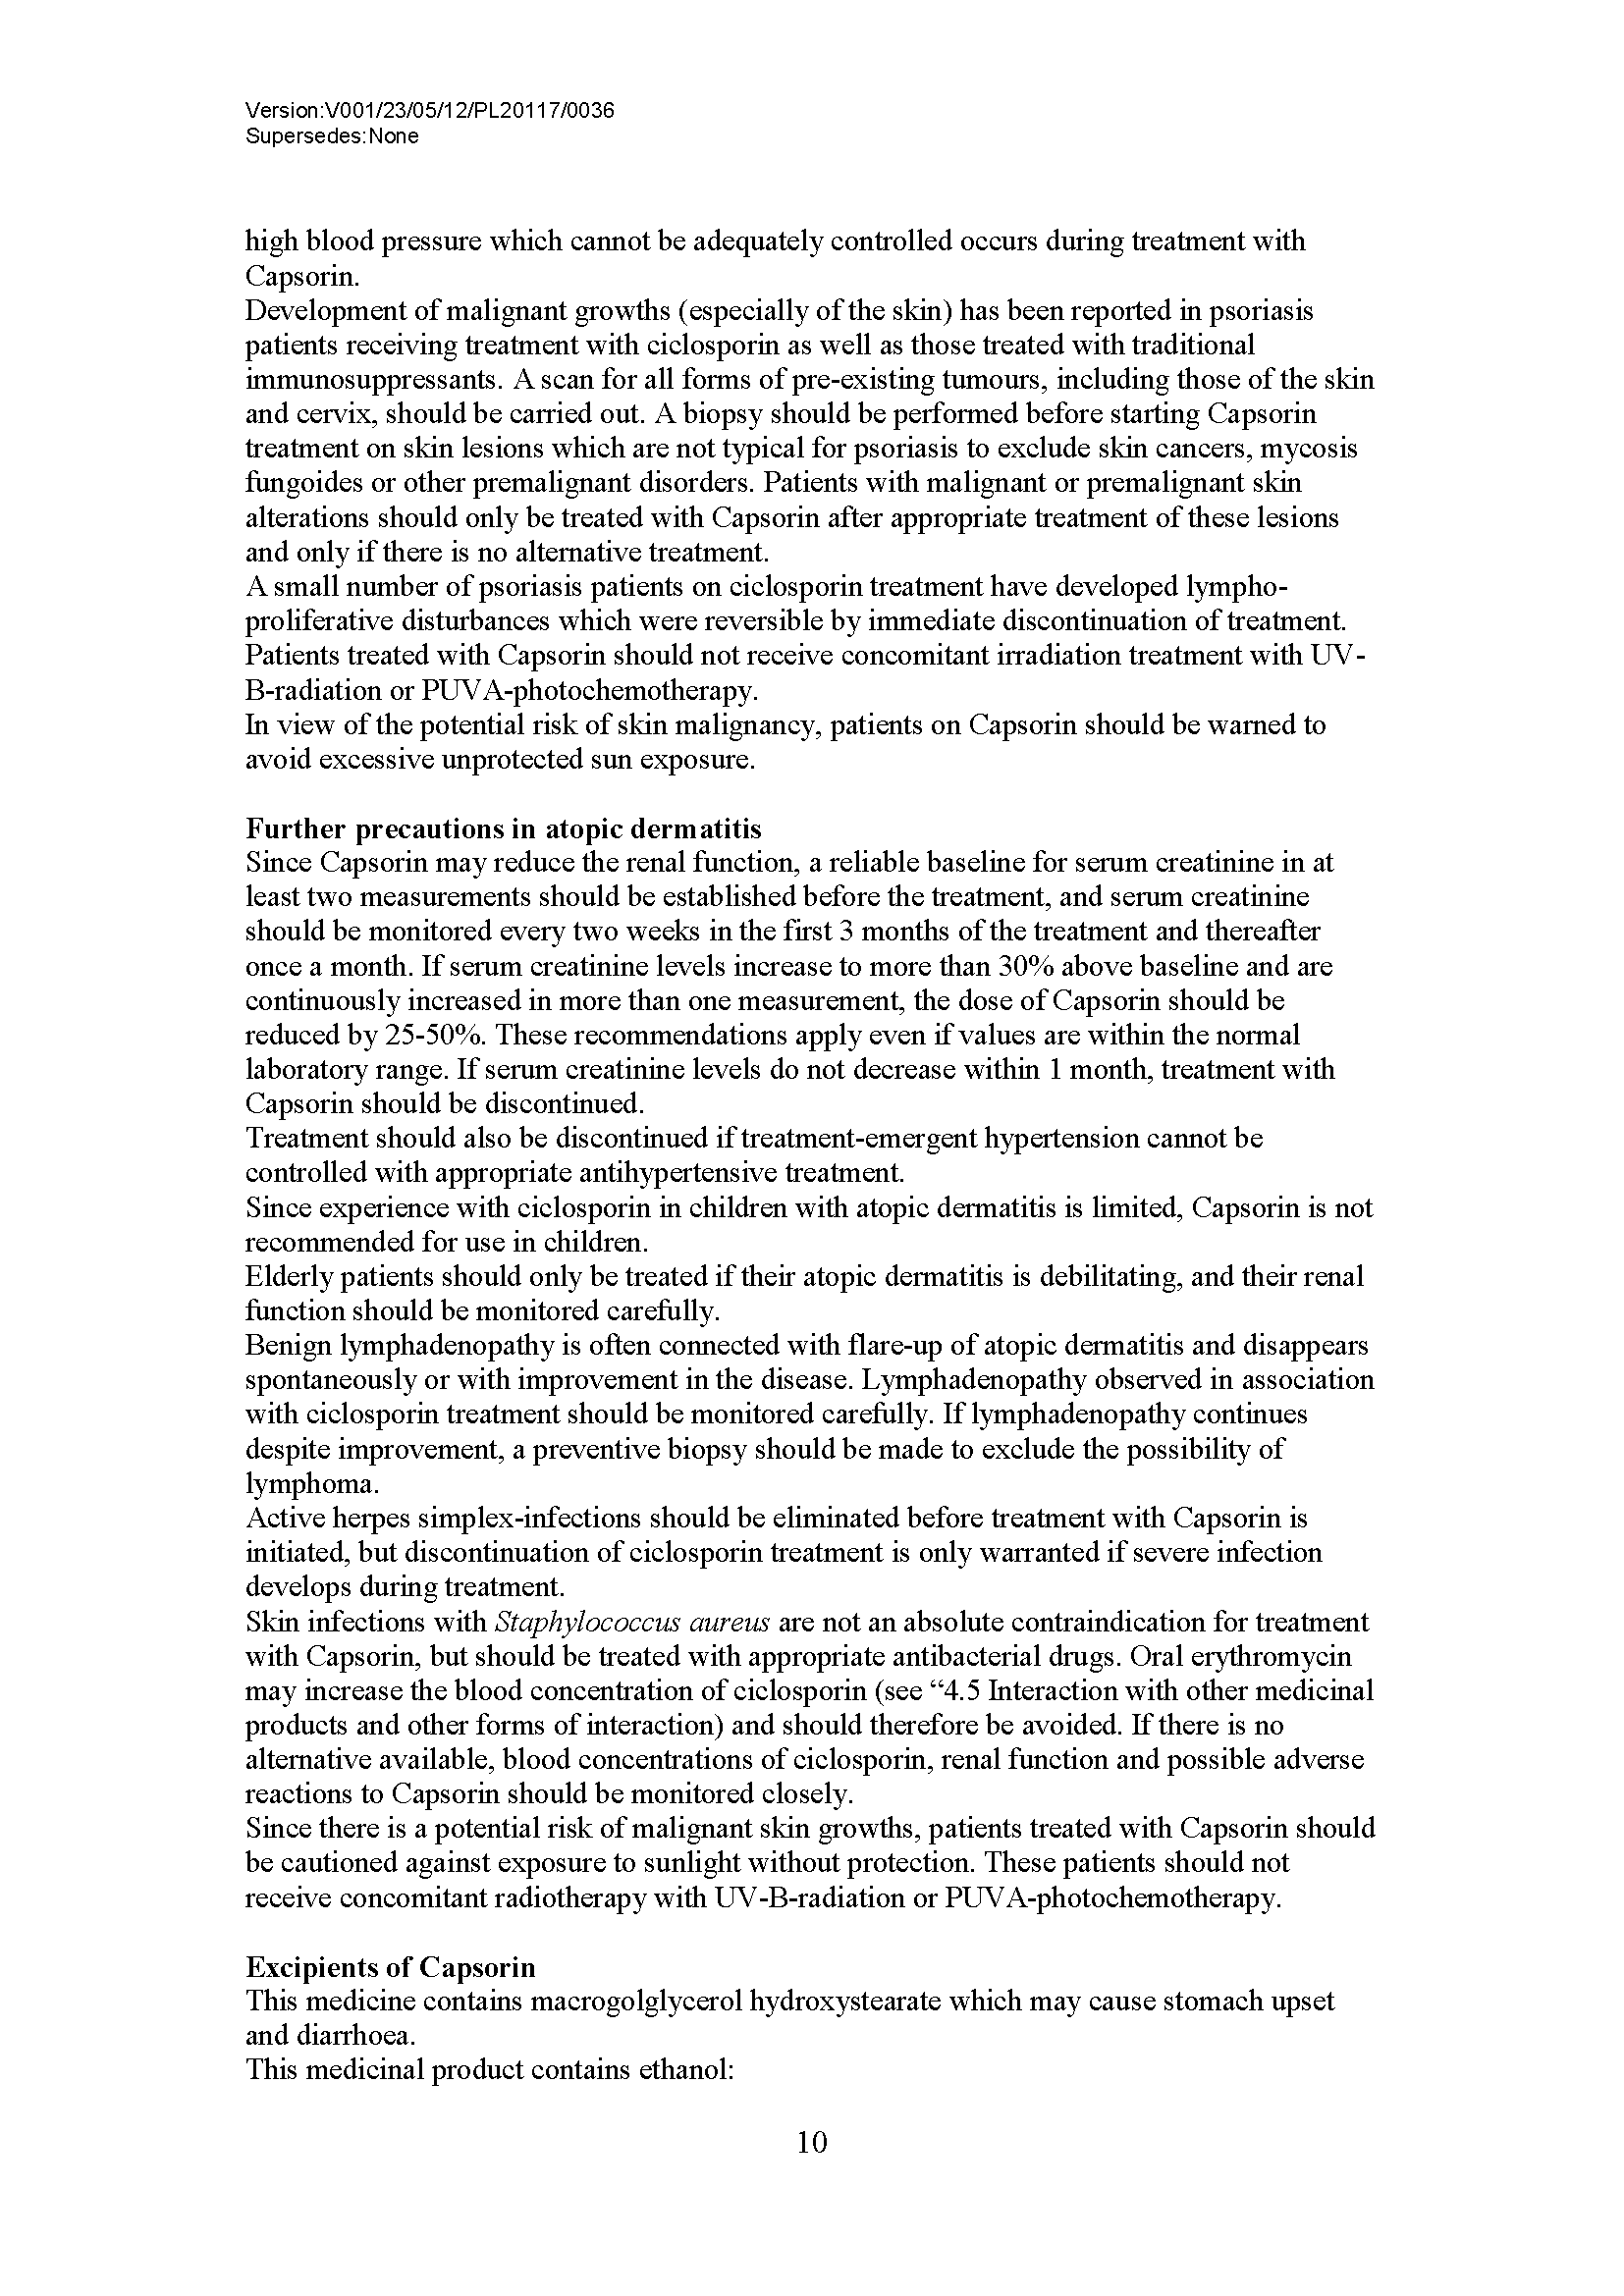 Version:V001/23/05/12/PL20117/0036
Supersedes:None
high blood pressure which cannot be adequately controlled occurs during treatment with
Capsorin.
Development of malignant growths (especially of the skin) has been reported in psoriasis
patients receiving treatment with ciclosporin as well as those treated with traditional
immunosuppressants. A scan for all forms of pre-existing tumours, including those of the skin
and cervix, should be carried out. A biopsy should be performed before starting Capsorin
treatment on skin lesions which are not typical for psoriasis to exclude skin cancers, mycosis
fungoides or other premalignant disorders. Patients with malignant or premalignant skin
alterations should only be treated with Capsorin after appropriate treatment of these lesions
and only if there is no alternative treatment.
A small number of psoriasis patients on ciclosporin treatment have developed lympho-
proliferative disturbances which were reversible by immediate discontinuation of treatment.
Patients treated with Capsorin should not receive concomitant irradiation treatment with UV-
B-radiation or PUVA-photochemotherapy.
In view of the potential risk of skin malignancy, patients on Capsorin should be warned to
avoid excessive unprotected sun exposure.
Further precautions in atopic dermatitis
Since Capsorin may reduce the renal function, a reliable baseline for serum creatinine in at
least two measurements should be established before the treatment, and serum creatinine
should be monitored every two weeks in the first 3 months of the treatment and thereafter
once a month. If serum creatinine levels increase to more than 30% above baseline and are
continuously increased in more than one measurement, the dose of Capsorin should be
reduced by 25-50%. These recommendations apply even if values are within the normal
laboratory range. If serum creatinine levels do not decrease within 1 month, treatment with
Capsorin should be discontinued.
Treatment should also be discontinued if treatment-emergent hypertension cannot be
controlled with appropriate antihypertensive treatment.
Since experience with ciclosporin in children with atopic dermatitis is limited, Capsorin is not
recommended for use in children.
Elderly patients should only be treated if their atopic dermatitis is debilitating, and their renal
function should be monitored carefully.
Benign lymphadenopathy is often connected with flare-up of atopic dermatitis and disappears
spontaneously or with improvement in the disease. Lymphadenopathy observed in association
with ciclosporin treatment should be monitored carefully. If lymphadenopathy continues
despite improvement, a preventive biopsy should be made to exclude the possibility of
lymphoma.
Active herpes simplex-infections should be eliminated before treatment with Capsorin is
initiated, but discontinuation of ciclosporin treatment is only warranted if severe infection
develops during treatment.
Skin infections with Staphylococcus aureus are not an absolute contraindication for treatment
with Capsorin, but should be treated with appropriate antibacterial drugs. Oral erythromycin
may increase the blood concentration of ciclosporin (see “4.5 Interaction with other medicinal
products and other forms of interaction) and should therefore be avoided. If there is no
alternative available, blood concentrations of ciclosporin, renal function and possible adverse
reactions to Capsorin should be monitored closely.
Since there is a potential risk of malignant skin growths, patients treated with Capsorin should
be cautioned against exposure to sunlight without protection. These patients should not
receive concomitant radiotherapy with UV-B-radiation or PUVA-photochemotherapy.
Excipients of Capsorin
This medicine contains macrogolglycerol hydroxystearate which may cause stomach upset
and diarrhoea.
This medicinal product contains ethanol:
10